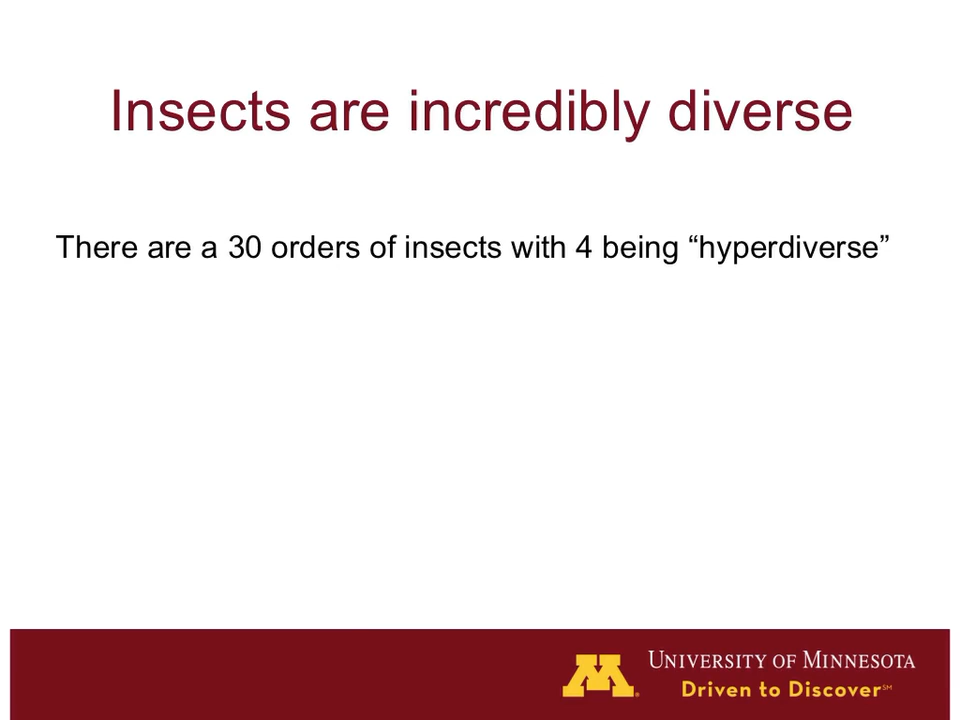 Insects are incredibly diverse
There are a 30 orders of insects with 4 being “hyperdiverse”
M
University of Minnesota
Driven to Discover℠